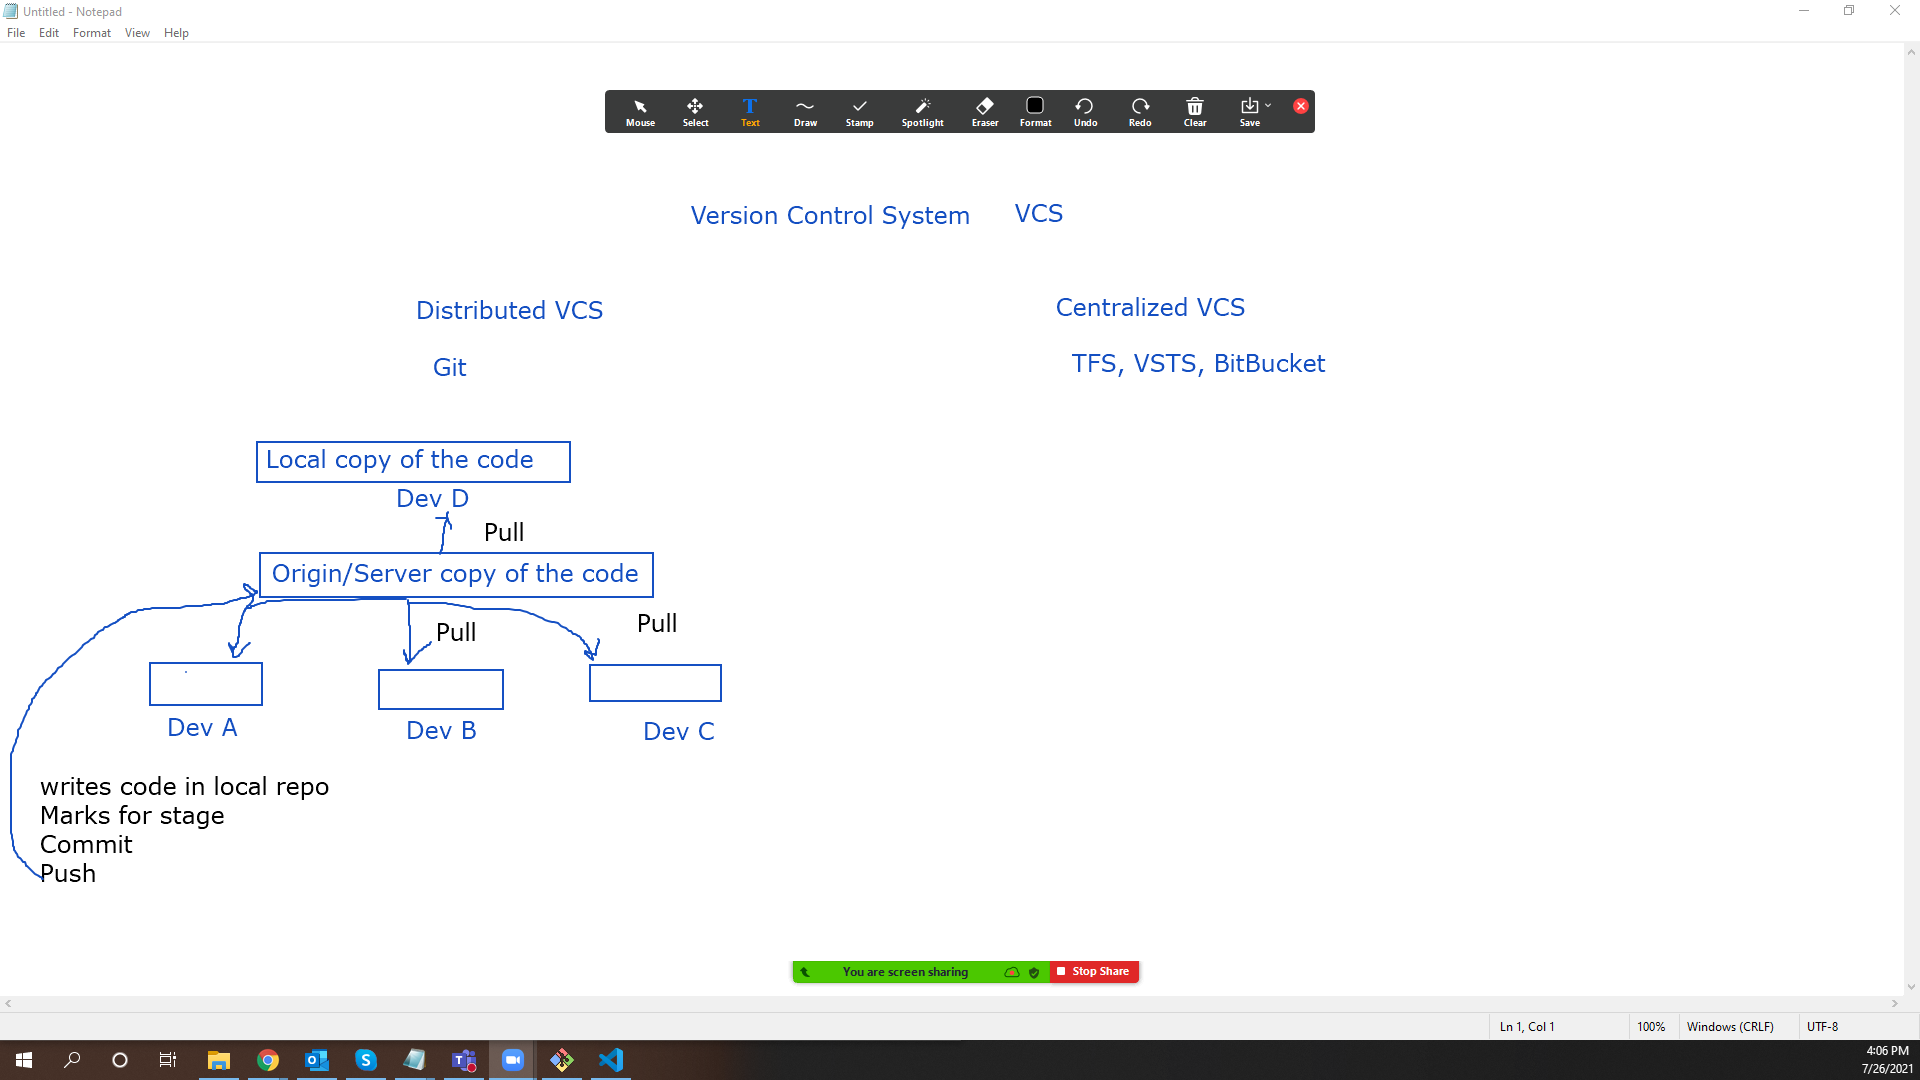 Untitled - Notepad
File Edit Format View Help
Mouse Select Text Draw Stamp Spotlight Eraser Format Undo Redo Clear Save
Version Control System VCS
Distributed VCS Centralized VCS
Git TFS, VSTS, BitBucket
Local copy of the code
Dev D
Pull
Origin/Server copy of the code
Pull Pull
Dev A Dev B Dev C
writes code in local repo
Marks for stage
Commit
Push
You are screen sharing Stop Share
Ln 1, Col 1 100% Windows (CRLF) UTF-8
4:06 PM
7/26/2021